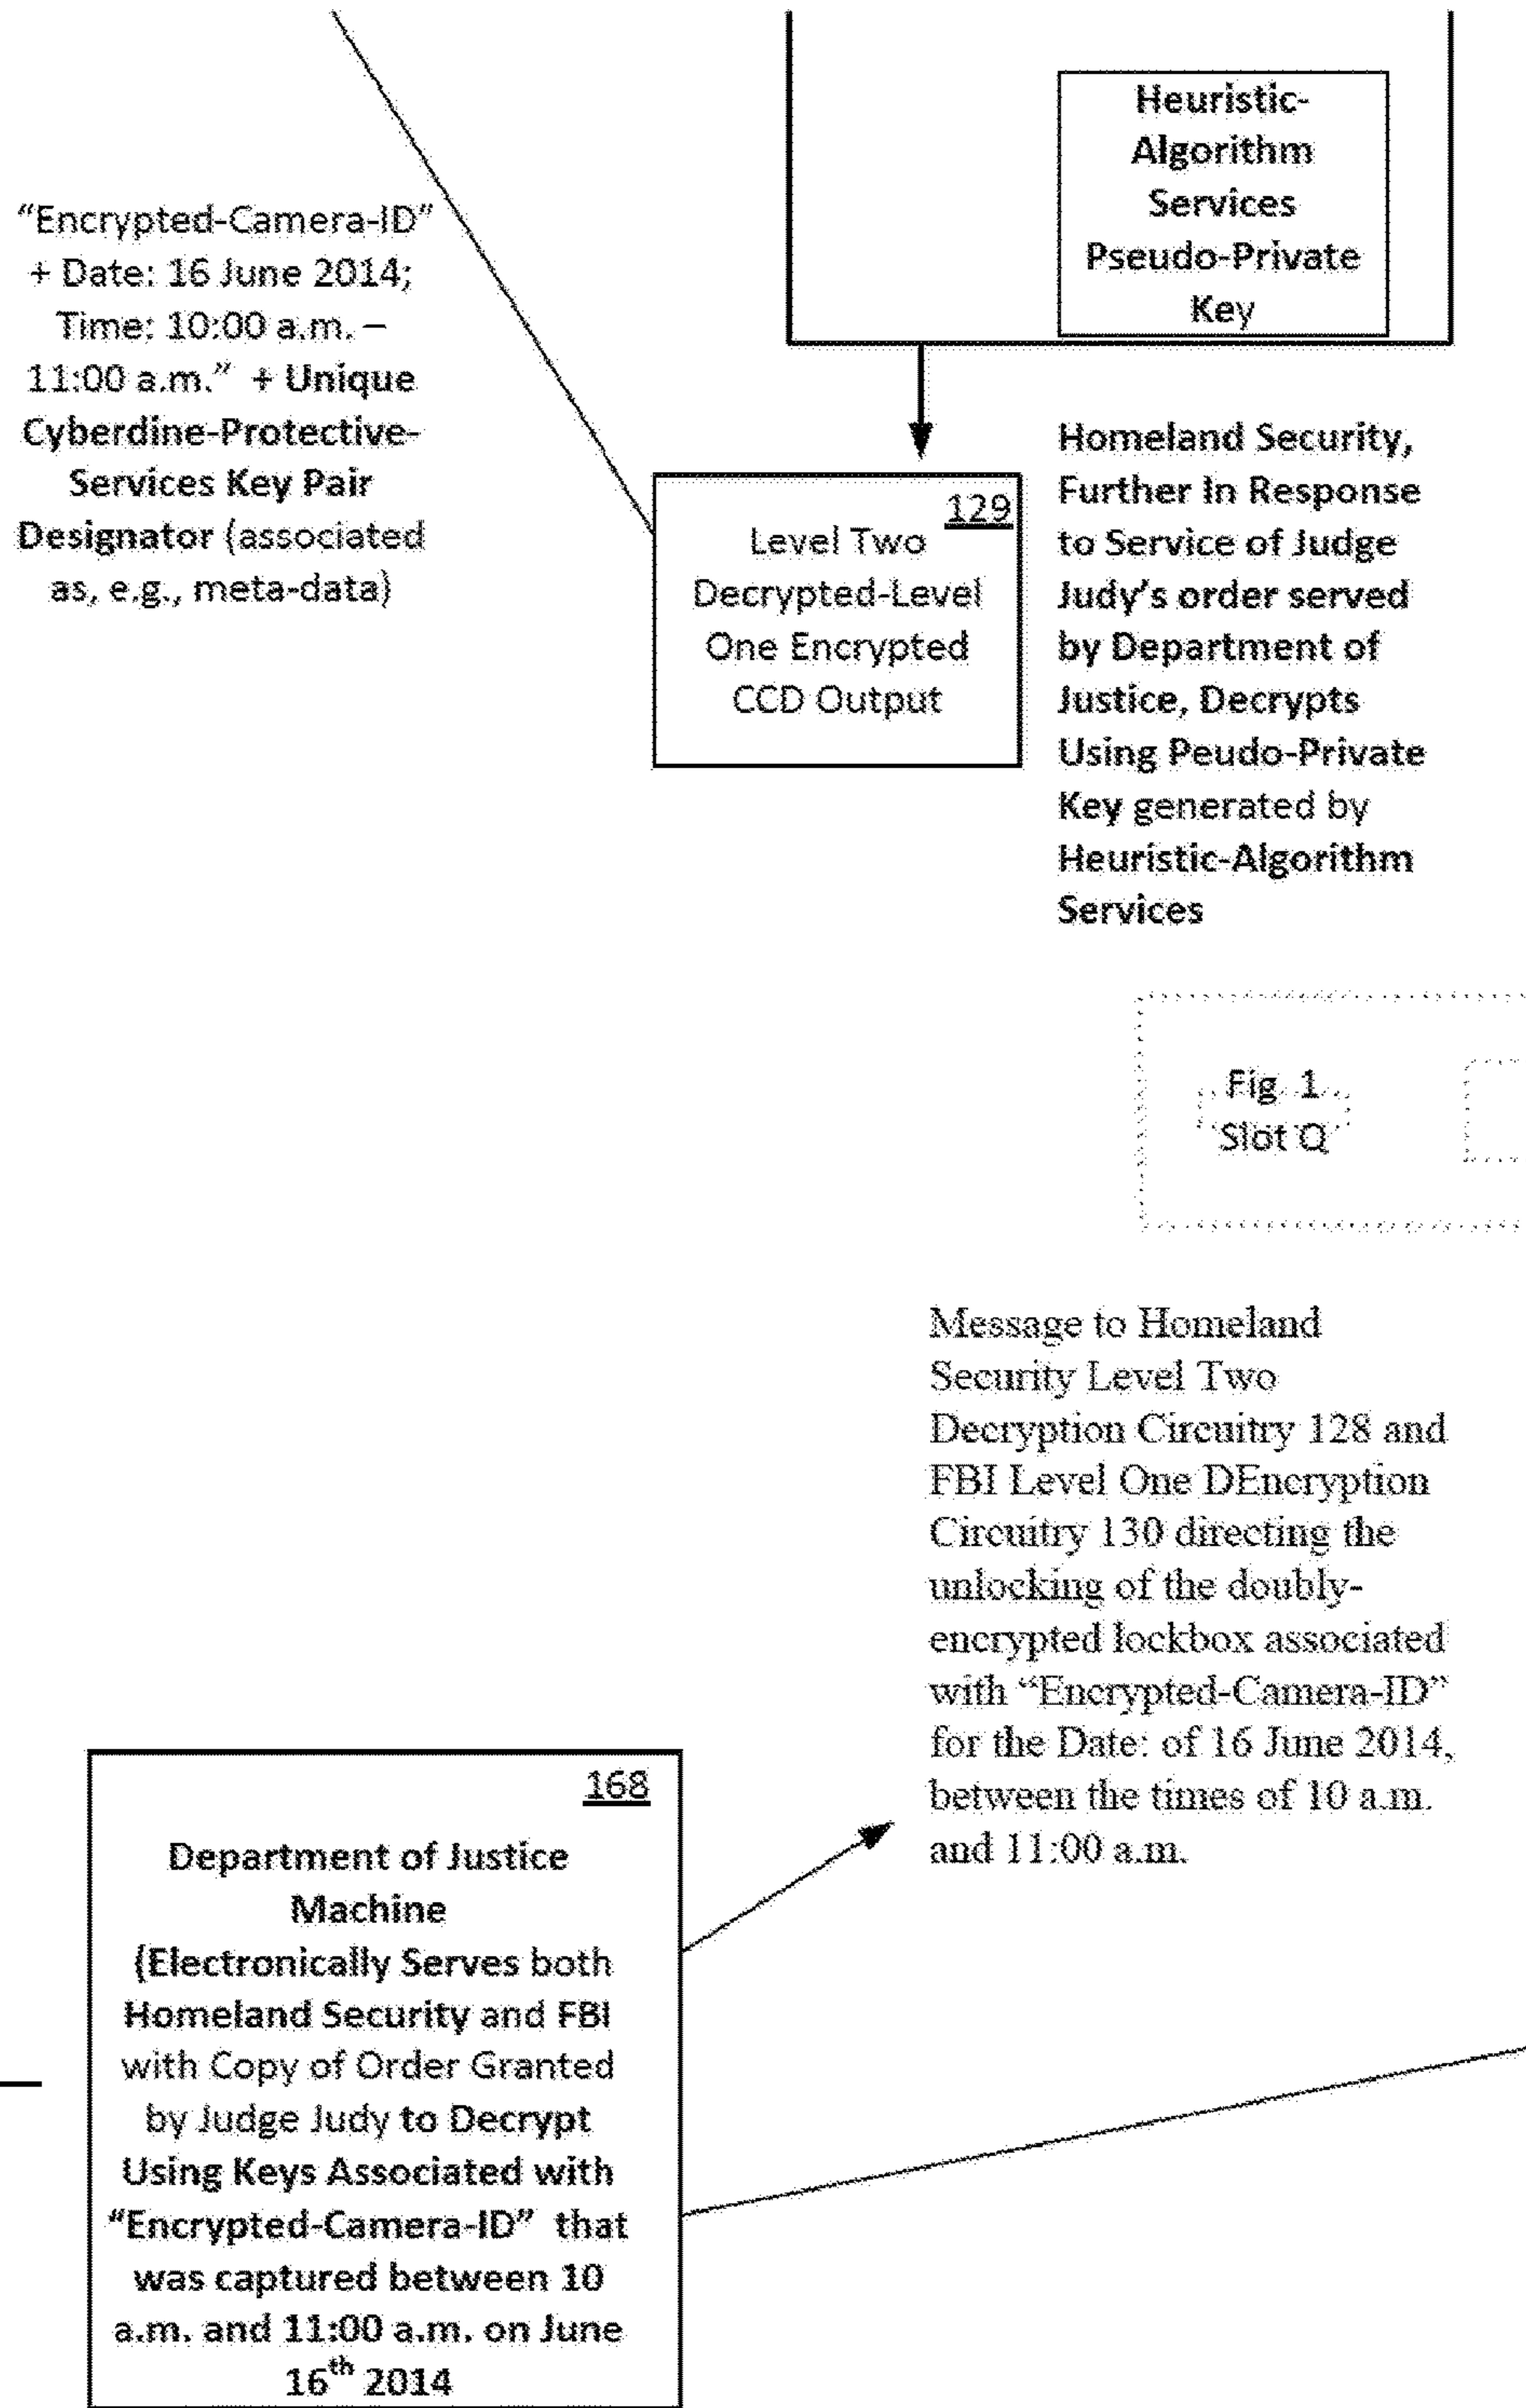 Heuristic-
Algorithm
Services
Pseudo-Private
Key
“Encrypted-Camera-ID”
+ Date: 16 June 2014;
Time: 10:00 a.m. –
11:00 a.m.” + Unique
Cyberdine-Protective-
Services Key Pair
Designator (associated
as, e.g., meta-data)
129
Level Two
Decrypted-Level
One Encrypted
CCD Output
Homeland Security,
Further In Response
to Service of Judge
Judy’s order served
by Department of
Justice, Decrypts
Using Peudo-Private
Key generated by
Heuristic-Algorithm
Services
Fig. 1
Slot Q
Message to Homeland
Security Level Two
Decryption Circuitry 128 and
FBI Level One DEncryption
Circuitry 130 directing the
unlocking of the doubly-
encrypted lockbox associated
with “Encrypted-Camera-ID”
for the Date: of 16 June 2014,
between the times of 10 a.m.
and 11:00 a.m.
168
Department of Justice
Machine
(Electronically Serves both
Homeland Security and FBI
with Copy of Order Granted
by Judge Judy to Decrypt
Using Keys Associated with
“Encrypted-Camera-ID” that
was captured between 10
a.m. and 11:00 a.m. on June
16th 2014